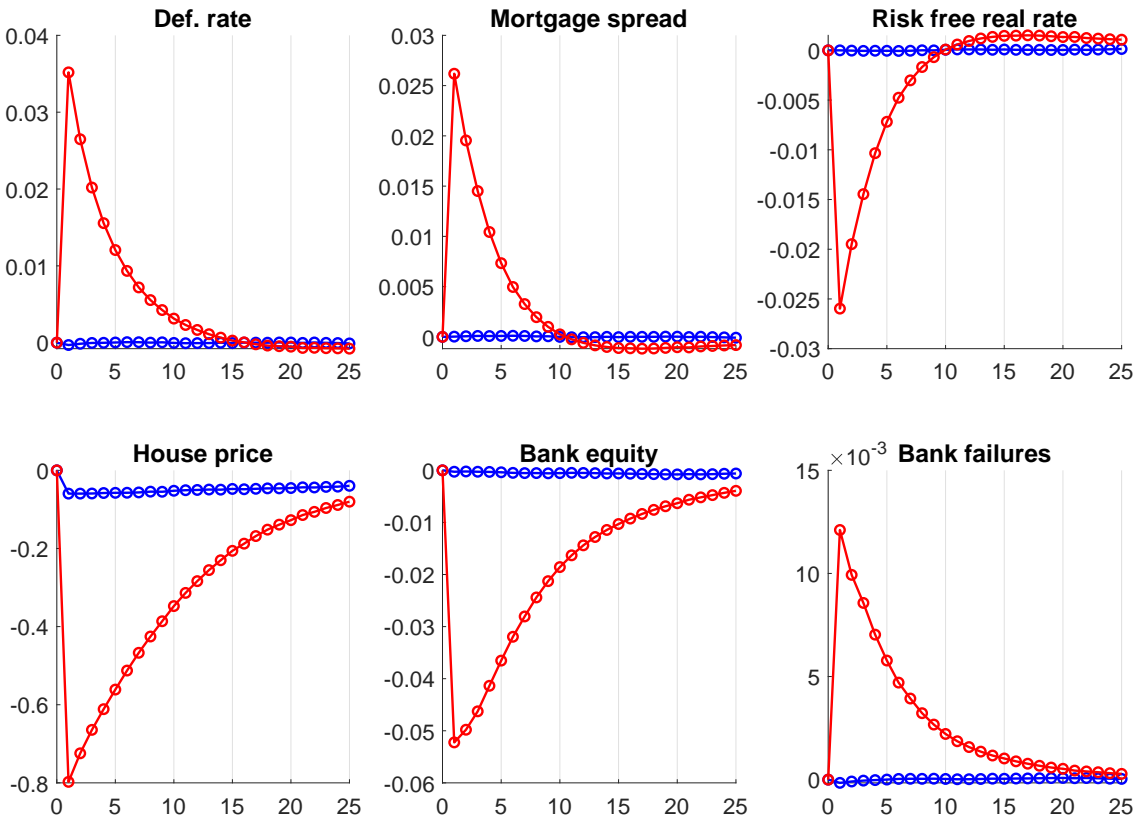 Def. rate
0.04
0.03
0.02
0.01
0
0 5 10 15 20 25
Mortgage spread
0.03
0.025
0.02
0.015
0.01
0.005
0
0 5 10 15 20 25
Risk free real rate
0
-0.005
-0.01
-0.015
-0.02
-0.025
-0.03
0 5 10 15 20 25
House price
0
-0.2
-0.4
-0.6
-0.8
0 5 10 15 20 25
Bank equity
0
-0.01
-0.02
-0.03
-0.04
-0.05
-0.06
0 5 10 15 20 25
×10⁻³ Bank failures
15
10
5
0
0 5 10 15 20 25